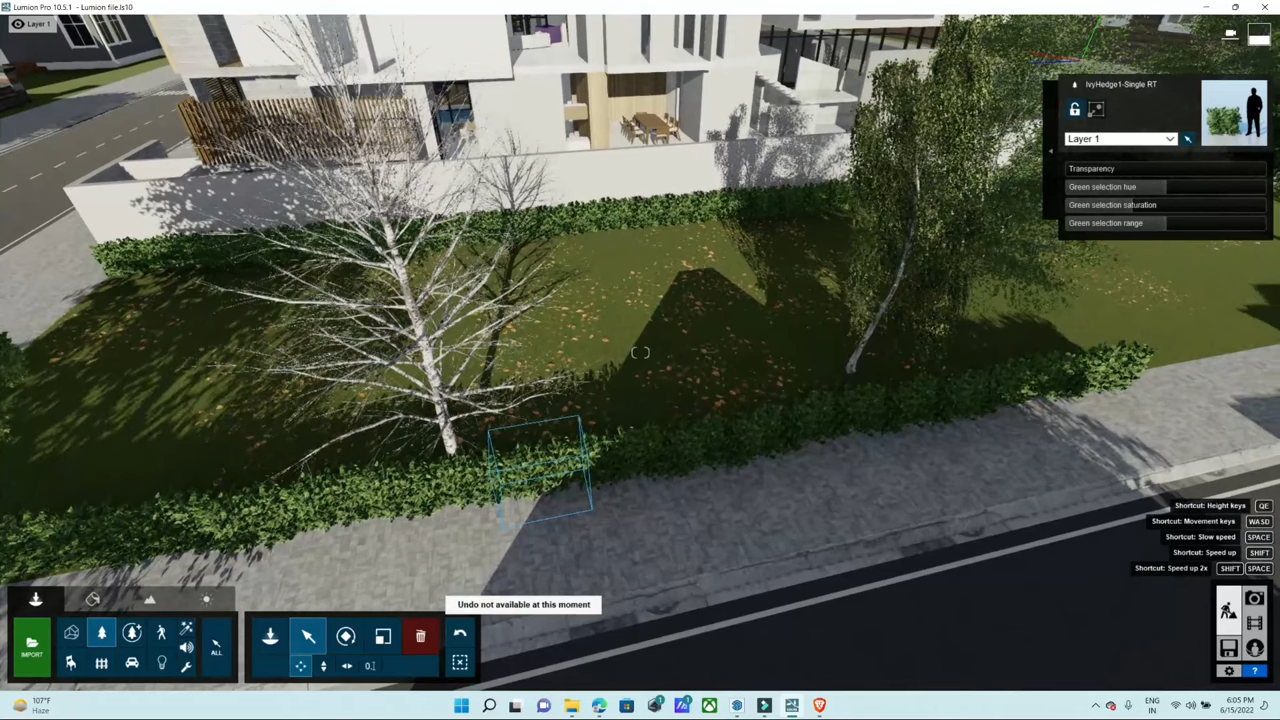 Lumion Pro 10.5.1 - Lumion file.ls10
Layer 1
IvyHedge1-Single RT
Layer 1
Transparency
Green selection hue
Green selection saturation
Green selection range
Shortcut: Height keys QE
Shortcut: Movement keys WASD
Shortcut: Slow speed SPACE
Shortcut: Speed up SHIFT
Shortcut: Speed up 2x SHIFT SPACE
Undo not available at this moment
IMPORT
ALL
0.
?
107°F
Haze
ENG
IN
6:05 PM
6/15/2022